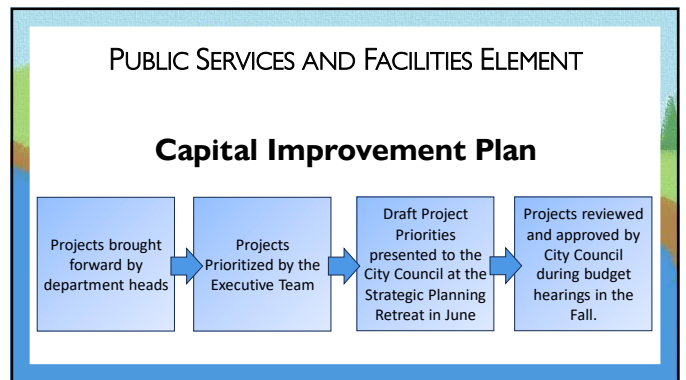 PUBLIC SERVICES AND FACILITIES ELEMENT
Capital Improvement Plan
Projects brought
forward by
department heads
Projects
Prioritized by the
Executive Team
Draft Project
Priorities
presented to the
City Council at the
Strategic Planning
Retreat in June
Projects reviewed
and approved by
City Council
during budget
hearings in the
Fall.